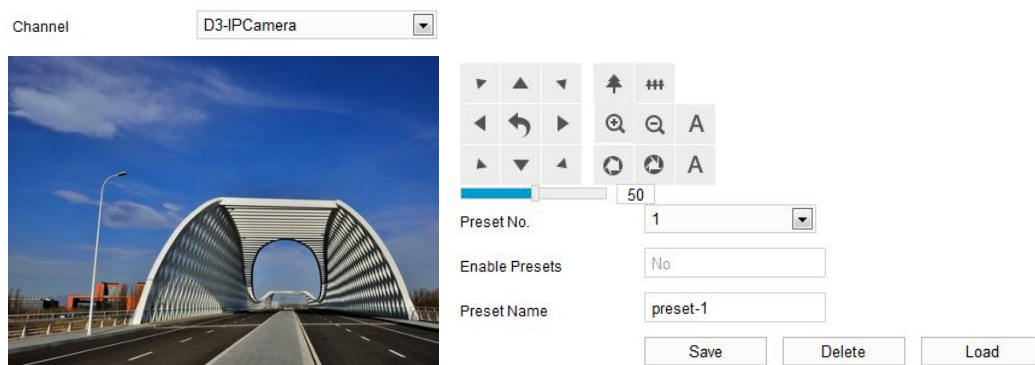 Channel
D3-IPCamera
A
A
50
Preset No.
1
Enable Presets
No
Preset Name
preset-1
Save
Delete
Load